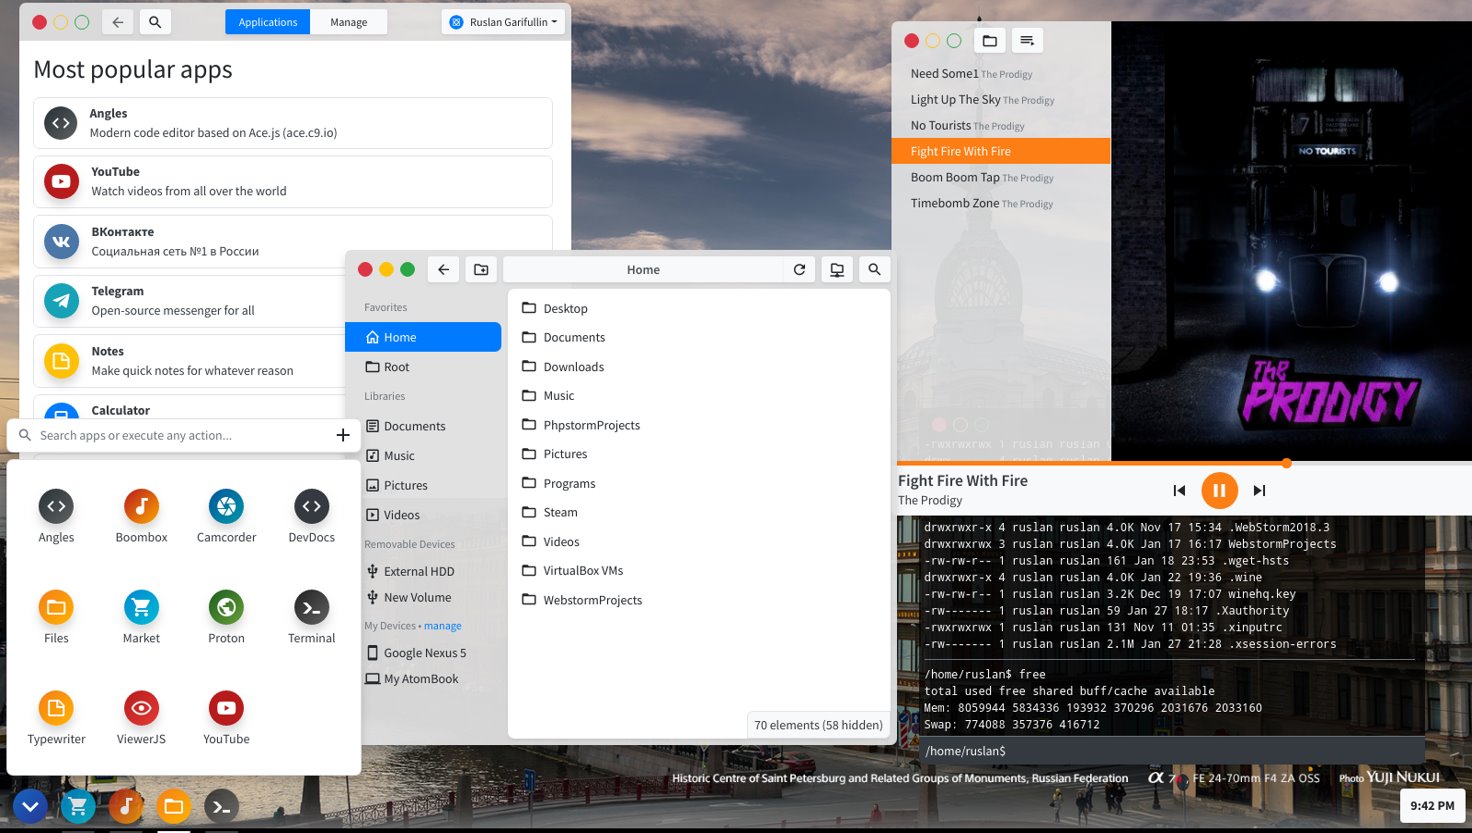 Applications
Manage
Ruslan Garifullin
Most popular apps
Angles
Modern code editor based on Ace.js (ace.c9.io)
YouTube
Watch videos from all over the world
ВКонтакте
Социальная сеть №1 в России
Telegram
Open-source messenger for all
Notes
Make quick notes for whatever reason
Calculator
Search apps or execute any action...
Angles
Boombox
Camcorder
DevDocs
Files
Market
Proton
Terminal
Typewriter
ViewerJS
YouTube
Home
Favorites
Home
Root
Libraries
Documents
Music
Pictures
Videos
Removable Devices
External HDD
New Volume
My Devices • manage
Google Nexus 5
My AtomBook
Desktop
Documents
Downloads
Music
PhpstormProjects
Pictures
Programs
Steam
Videos
VirtualBox VMs
WebstormProjects
70 elements (58 hidden)
Need Some1 The Prodigy
Light Up The Sky The Prodigy
No Tourists The Prodigy
Fight Fire With Fire
Boom Boom Tap The Prodigy
Timebomb Zone The Prodigy
7
NO TOURISTS
THE PRODIGY
-rwxrwxrwx 1 ruslan ruslan
Fight Fire With Fire
The Prodigy
drwxrwxr-x 4 ruslan ruslan 4.0K Nov 17 15:34 .WebStorm2018.3
drwxrwxrwx 3 ruslan ruslan 4.0K Jan 17 16:17 WebstormProjects
-rw-rw-r-- 1 ruslan ruslan 161 Jan 18 23:53 .wget-hsts
drwxrwxr-x 4 ruslan ruslan 4.0K Jan 22 19:36 .wine
-rw-rw-r-- 1 ruslan ruslan 3.2K Dec 19 17:07 winehq.key
-rw------- 1 ruslan ruslan 59 Jan 27 18:17 .Xauthority
-rwxrwxrwx 1 ruslan ruslan 131 Nov 11 01:35 .xinputrc
-rw------- 1 ruslan ruslan 2.1M Jan 27 21:28 .xsession-errors
/home/ruslan$ free
total used free shared buff/cache available
Mem: 8059944 5834336 193932 370296 2031676 2033160
Swap: 774088 357376 416712
/home/ruslan$
Historic Centre of Saint Petersburg and Related Groups of Monuments, Russian Federation
α7 , FE 24-70mm F4 ZA OSS
Photo YUJI NUKUI
9:42 PM